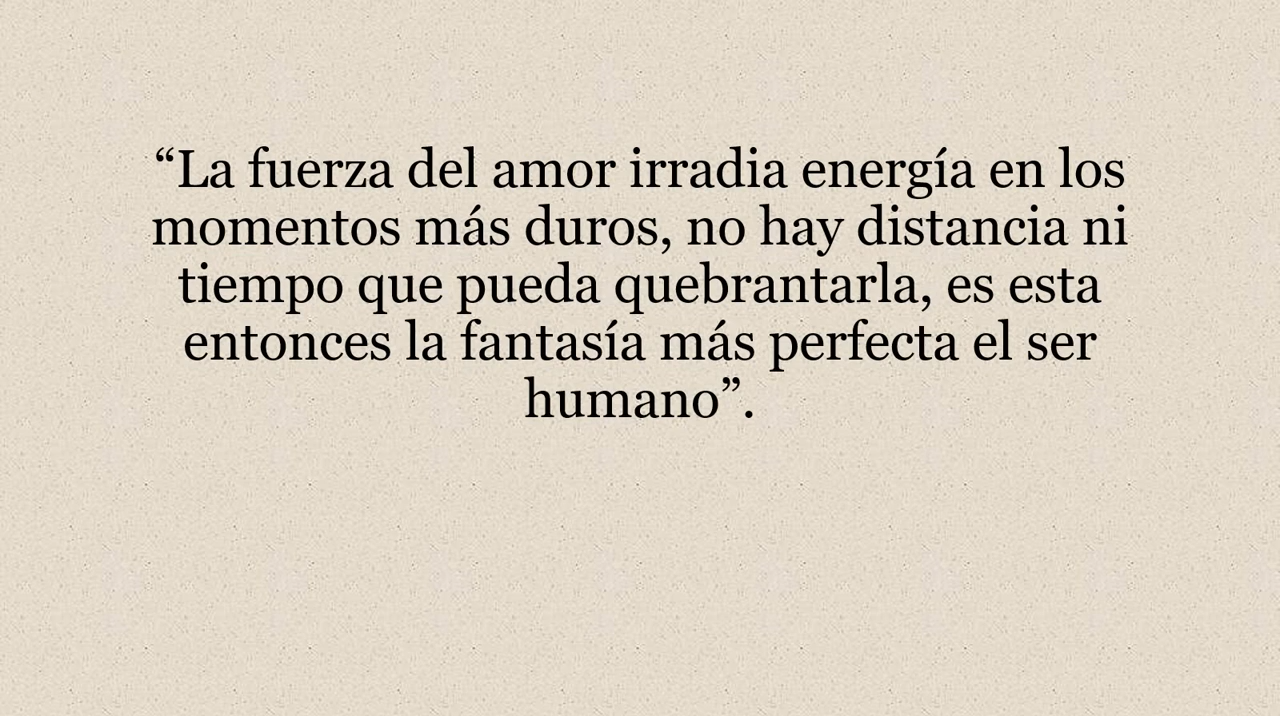 “La fuerza del amor irradia energía en los
momentos más duros, no hay distancia ni
tiempo que pueda quebrantarla, es esta
entonces la fantasía más perfecta el ser
humano”.